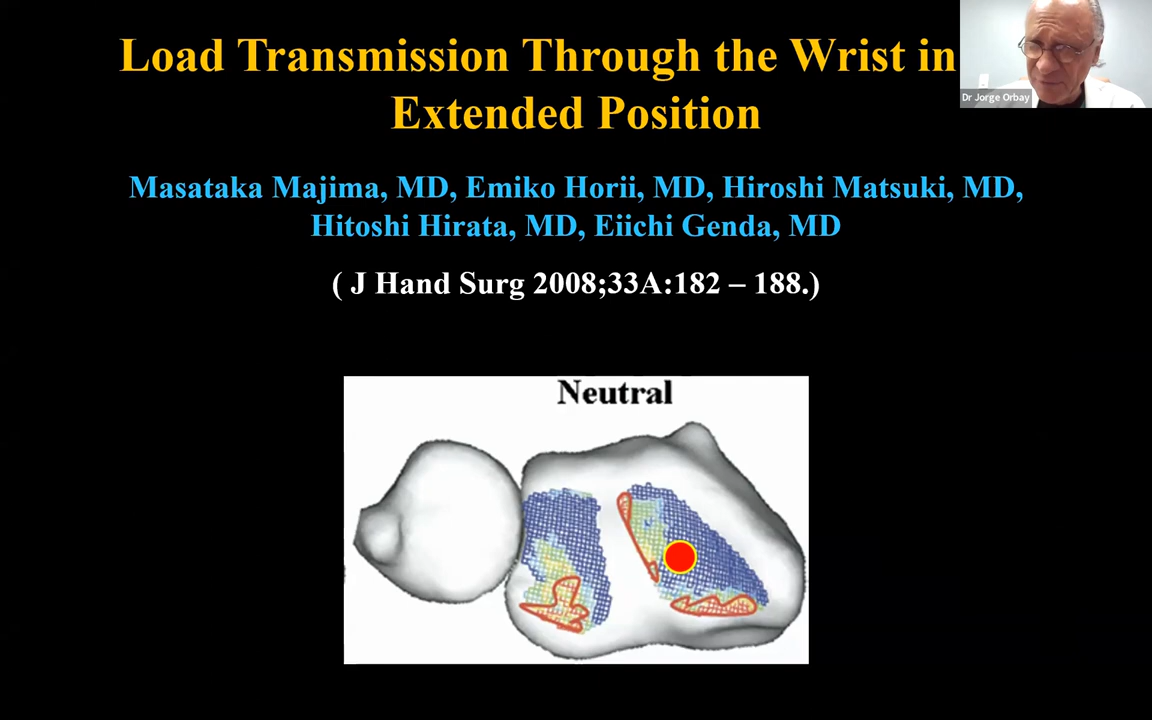 Load Transmission Through the Wrist in
Extended Position
Dr Jorge Orbay
Masataka Majima, MD, Emiko Horii, MD, Hiroshi Matsuki, MD,
Hitoshi Hirata, MD, Eiichi Genda, MD
( J Hand Surg 2008;33A:182 – 188.)
Neutral